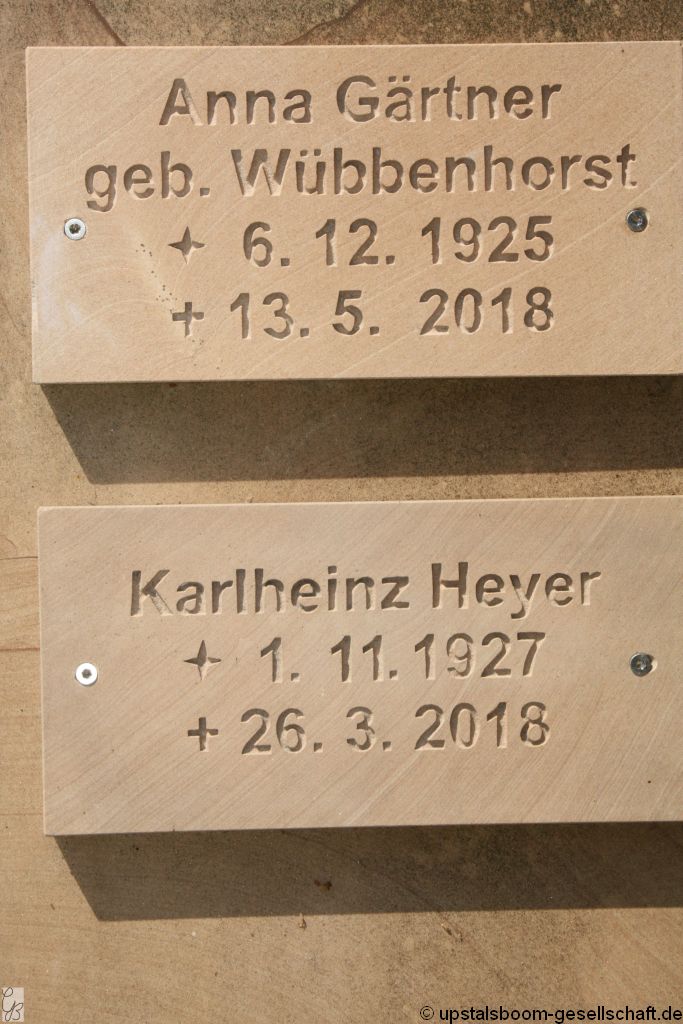 Anna Gärtner
geb. Wübbenhorst
✦ 6. 12. 1925
+ 13. 5. 2018
Karlheinz Heyer
✦ 1. 11. 1927
+ 26. 3. 2018
© upstalsboom-gesellschaft.de